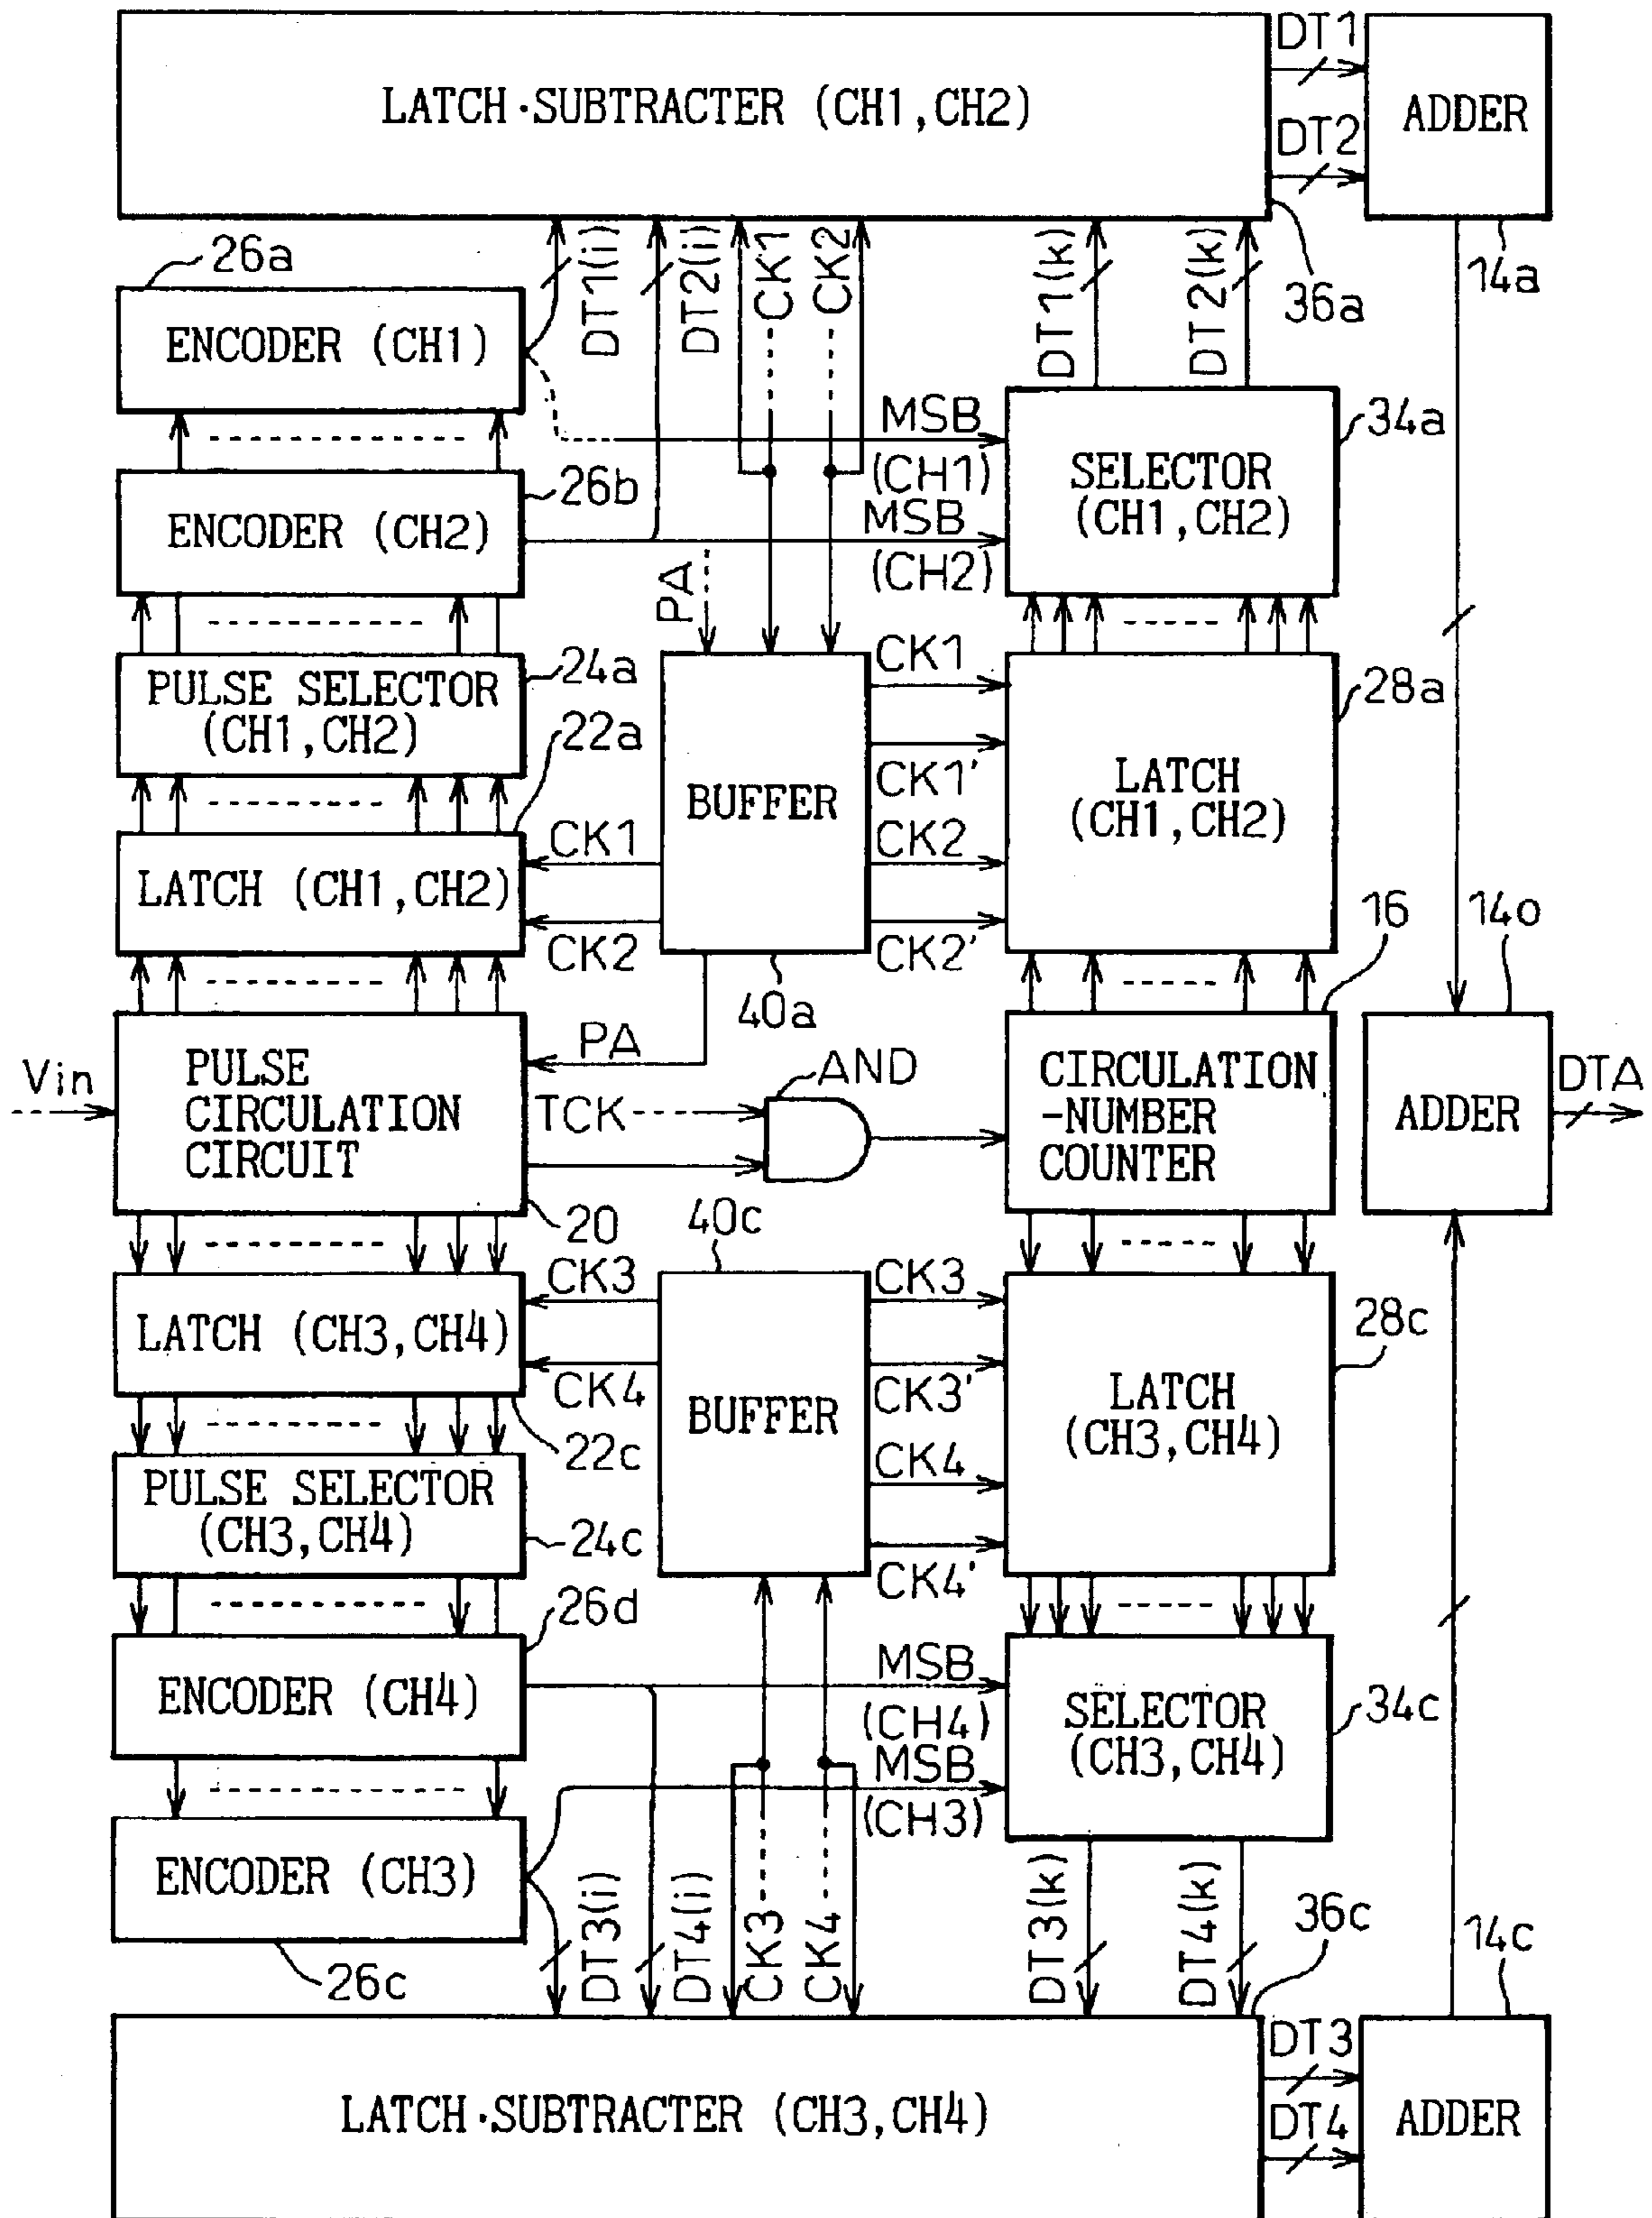 LATCH·SUBTRACTER (CH1,CH2)
DT1
DT2
ADDER
14a
36a
26a
ENCODER (CH1)
DT1(i)
DT2(i)
CK1
CK2
DT1(k)
DT2(k)
MSB
(CH1)
MSB
(CH2)
SELECTOR
(CH1,CH2)
34a
26b
ENCODER (CH2)
PA
24a
PULSE SELECTOR
(CH1,CH2)
22a
BUFFER
CK1
CK1'
CK2
CK2'
LATCH
(CH1,CH2)
28a
CK1
CK2
LATCH (CH1,CH2)
40a
16
14o
Vin
PULSE
CIRCULATION
CIRCUIT
PA
TCK
AND
CIRCULATION
-NUMBER
COUNTER
ADDER
DTA
20
40c
CK3
CK4
LATCH (CH3,CH4)
22c
BUFFER
CK3
CK3'
CK4
CK4'
LATCH
(CH3,CH4)
28c
PULSE SELECTOR
(CH3,CH4)
24c
26d
ENCODER (CH4)
MSB
(CH4)
MSB
(CH3)
SELECTOR
(CH3,CH4)
34c
ENCODER (CH3)
26c
DT3(i)
DT4(i)
CK3
CK4
DT3(k)
DT4(k)
36c
14c
LATCH·SUBTRACTER (CH3,CH4)
DT3
DT4
ADDER